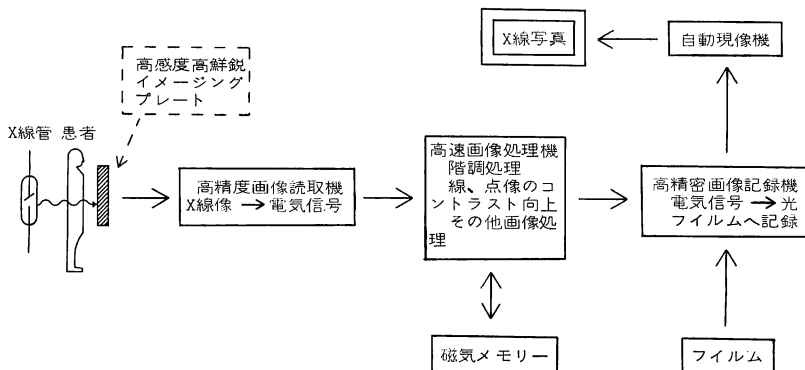 X線写真
自動現像機
高感度高鮮鋭
イメージング
プレート
X線管 患者
高精度画像読取機
X線像 → 電気信号
高速画像処理機
階調処理
線、点像のコ
ントラスト向上
その他画像処
理
高精密画像記録機
電気信号 → 光
フイルムへ記録
磁気メモリー
フイルム